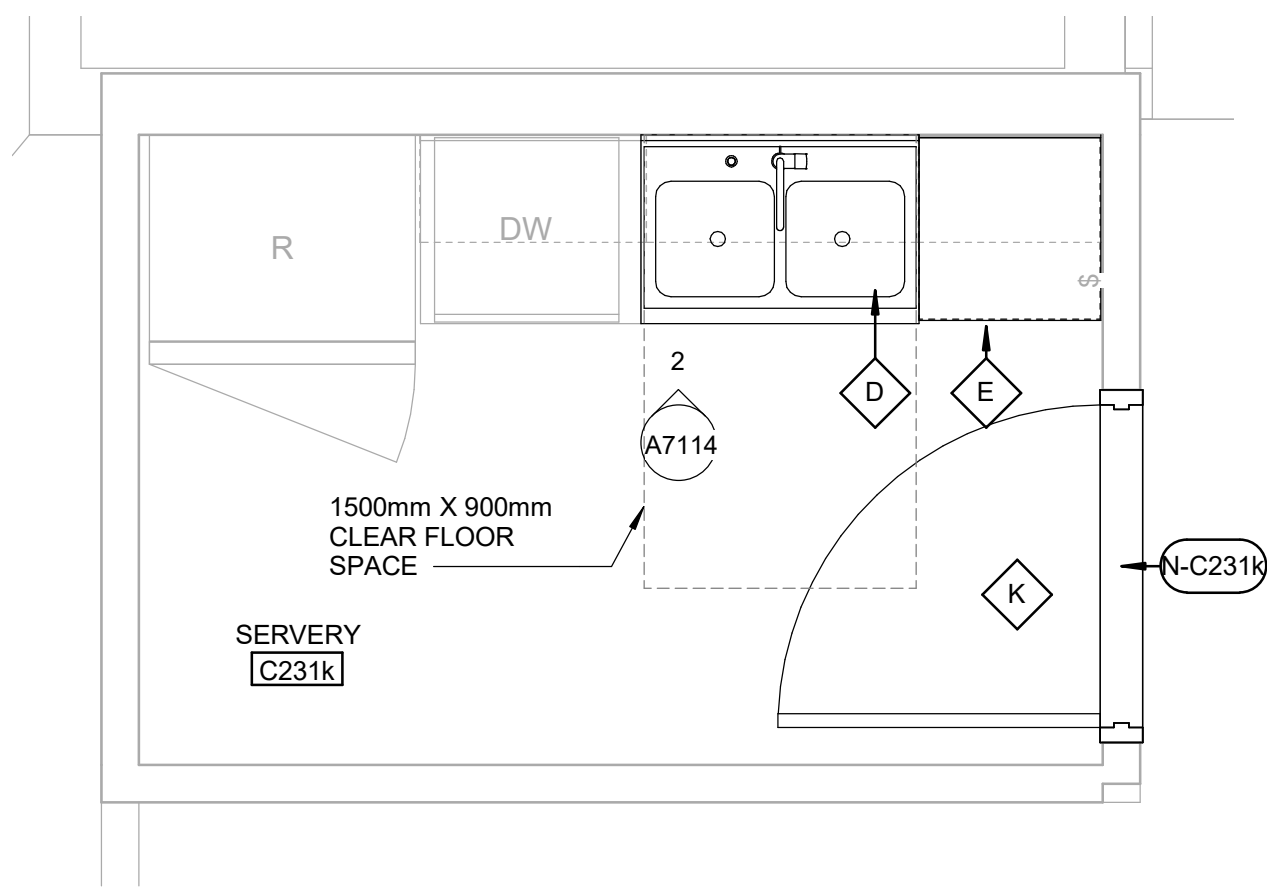 R
DW
$
2
A7114
D
E
1500mm X 900mm
CLEAR FLOOR
SPACE
K
N-C231k
SERVERY
C231k